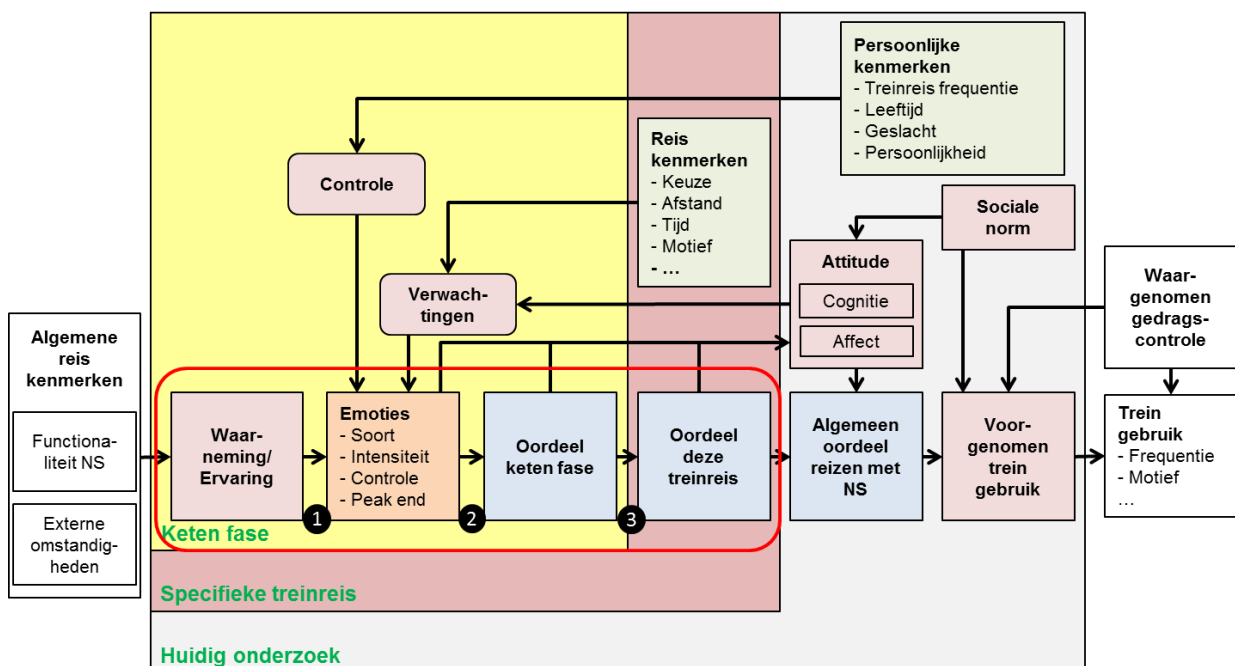 Persoonlijke
kenmerken
- Treinreis frequentie
- Leeftijd
- Geslacht
- Persoonlijkheid
Reis
kenmerken
- Keuze
- Afstand
- Tijd
- Motief
- ...
Controle
Sociale
norm
Attitude
Cognitie
Affect
Verwach-
tingen
Waar-
genomen
gedrags-
controle
Algemene
reis
kenmerken
Functiona-
liteit NS
Externe
omstandig-
heden
Waar-
neming/
Ervaring
1
Emoties
- Soort
- Intensiteit
- Controle
- Peak end
2
Oordeel
keten fase
3
Oordeel
deze
treinreis
Algemeen
oordeel
reizen met
NS
Voor-
genomen
trein
gebruik
Trein
gebruik
- Frequentie
- Motief
...
Keten fase
Specifieke treinreis
Huidig onderzoek